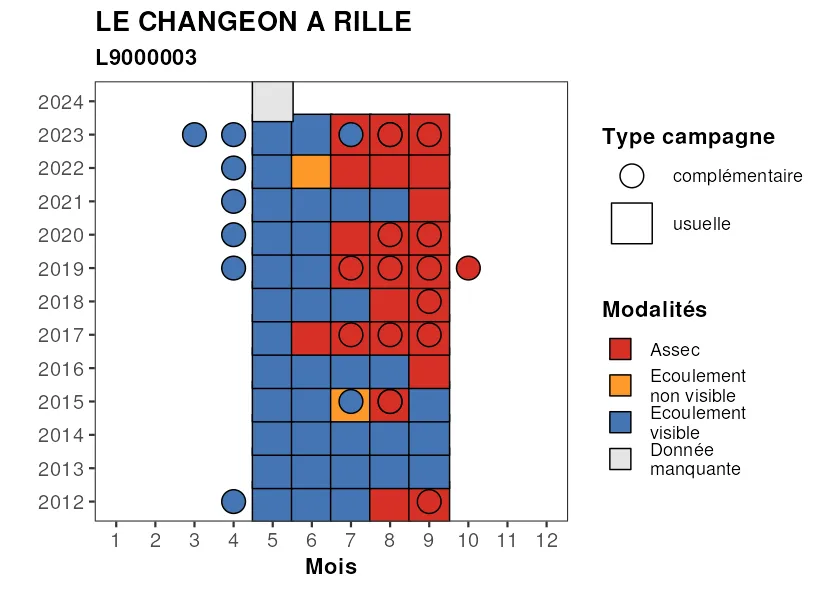 LE CHANGEON A RILLE
L9000003
2024
2023
2022
2021
2020
2019
2018
2017
2016
2015
2014
2013
2012
1 2 3 4 5 6 7 8 9 10 11 12
Mois
Type campagne
complémentaire
usuelle
Modalités
Assec
Ecoulement
non visible
Ecoulement
visible
Donnée
manquante